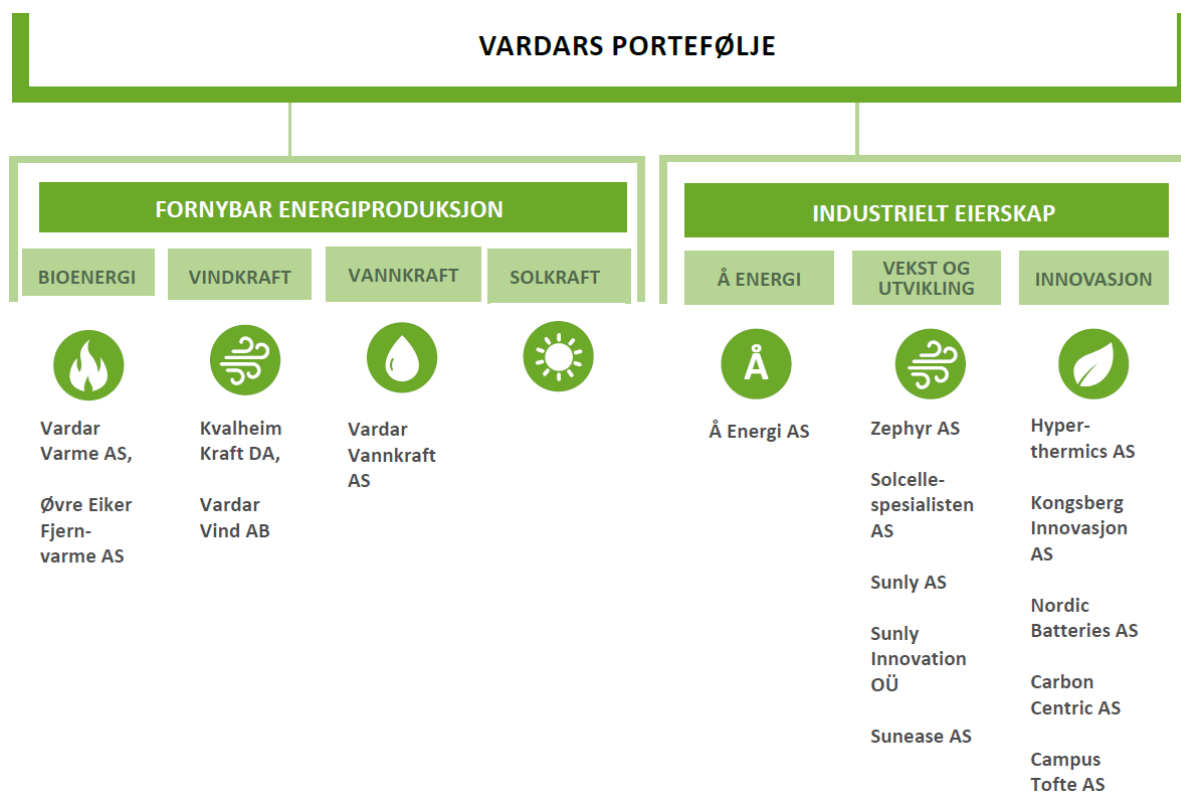 VARDARS PORTEFØLJE
FORNYBAR ENERGIPRODUKSJON
BIOENERGI
VINDKRAFT
VANNKRAFT
SOLKRAFT
Vardar
Varme AS,
Øvre Eiker
Fjern-
varme AS
Kvalheim
Kraft DA,
Vardar
Vind AB
Vardar
Vannkraft
AS
INDUSTRIELT EIERSKAP
Å ENERGI
VEKST OG
UTVIKLING
INNOVASJON
Å
Å Energi AS
Zephyr AS
Solcelle-
spesialisten
AS
Sunly AS
Sunly
Innovation
OÜ
Sunease AS
Hyper-
thermics AS
Kongsberg
Innovasjon
AS
Nordic
Batteries AS
Carbon
Centric AS
Campus
Tofte AS